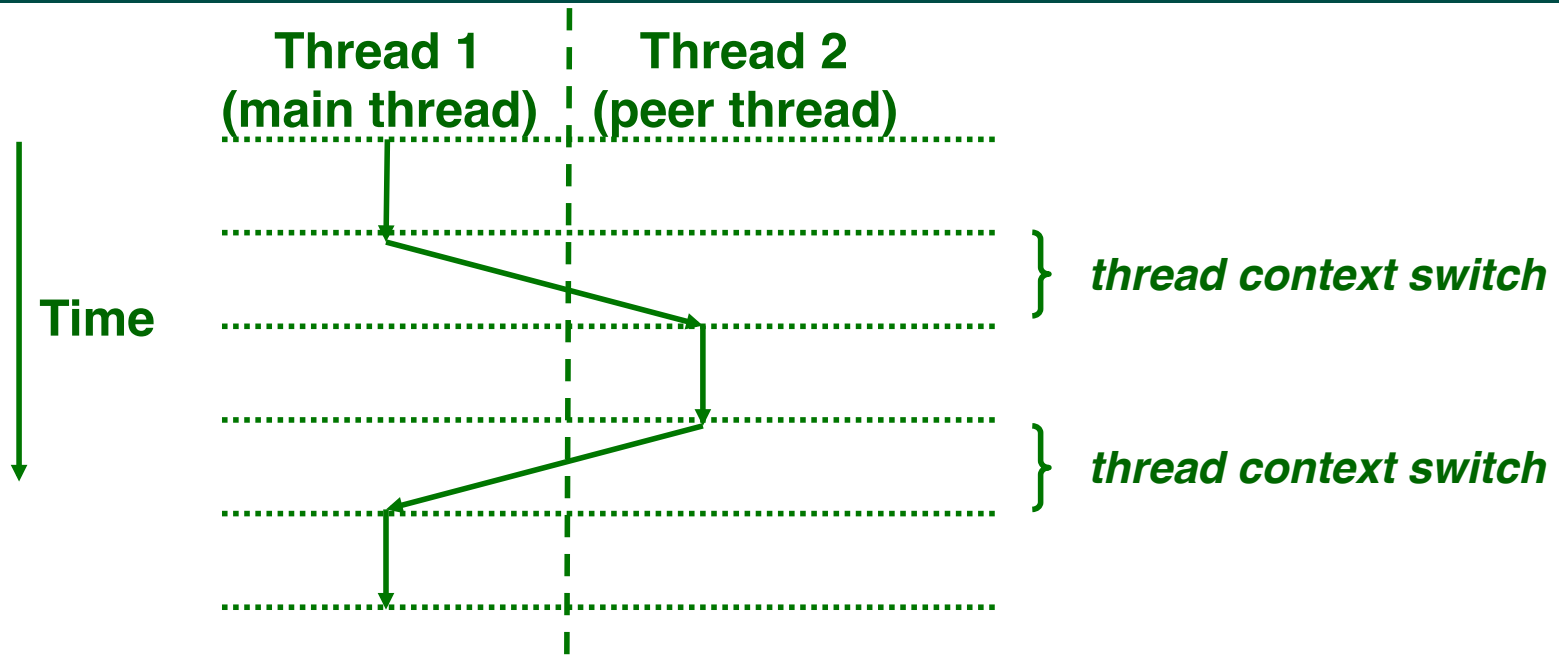 Thread 1
(main thread)
Thread 2
(peer thread)
thread context switch
Time
thread context switch